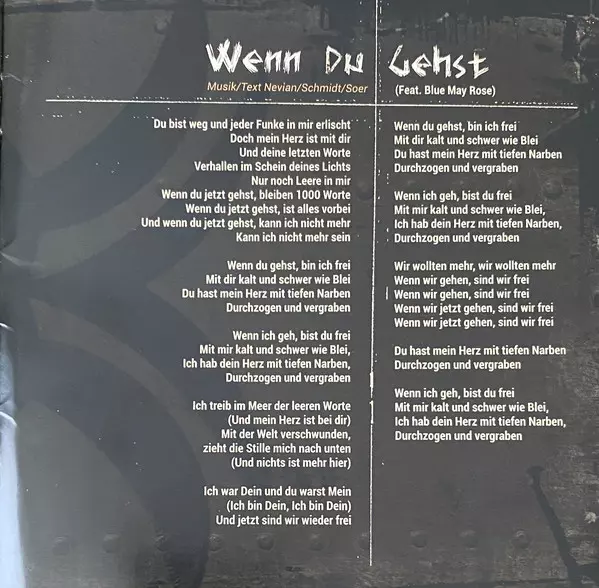 Wenn Du Gehst
Musik/Text Nevian/Schmidt/Soer
(Feat. Blue May Rose)
Du bist weg und jeder Funke in mir erlischt
Doch mein Herz ist mit dir
Und deine letzten Worte
Verhallen im Schein deines Lichts
Nur noch Leere in mir
Wenn du jetzt gehst, bleiben 1000 Worte
Wenn du jetzt gehst, ist alles vorbei
Und wenn du jetzt gehst, kann ich nicht mehr
Kann ich nicht mehr sein
Wenn du gehst, bin ich frei
Mit dir kalt und schwer wie Blei
Du hast mein Herz mit tiefen Narben
Durchzogen und vergraben
Wenn ich geh, bist du frei
Mit mir kalt und schwer wie Blei,
Ich hab dein Herz mit tiefen Narben,
Durchzogen und vergraben
Ich treib im Meer der leeren Worte
(Und mein Herz ist bei dir)
Mit der Welt verschwunden,
zieht die Stille mich nach unten
(Und nichts ist mehr hier)
Ich war Dein und du warst Mein
(Ich bin Dein, Ich bin Dein)
Und jetzt sind wir wieder frei
Wenn du gehst, bin ich frei
Mit dir kalt und schwer wie Blei
Du hast mein Herz mit tiefen Narben
Durchzogen und vergraben
Wenn ich geh, bist du frei
Mit mir kalt und schwer wie Blei,
Ich hab dein Herz mit tiefen Narben,
Durchzogen und vergraben
Wir wollten mehr, wir wollten mehr
Wenn wir gehen, sind wir frei
Wenn wir gehen, sind wir frei
Wenn wir jetzt gehen, sind wir frei
Wenn wir jetzt gehen, sind wir frei
Du hast mein Herz mit tiefen Narben
Durchzogen und vergraben
Wenn ich geh, bist du frei
Mit mir kalt und schwer wie Blei,
Ich hab dein Herz mit tiefen Narben,
Durchzogen und vergraben